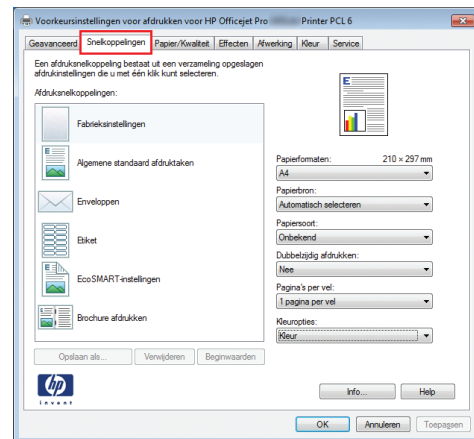 Voorkeursinstellingen voor afdrukken voor HP Officejet Pro Printer PCL 6
Geavanceerd Snelkoppelingen Papier/Kwaliteit Effecten Afwerking Kleur Service
Een afdruksnelkoppeling bestaat uit een verzameling opgeslagen
afdrukinstellingen die u met één klik kunt selecteren.
Afdruksnelkoppelingen:
Fabrieksinstellingen
Algemene standaard afdruktaken
Enveloppen
Etiket
EcoSMART-instellingen
Brochure afdrukken
Opslaan als... Verwijderen Beginwaarden
Papierformaten: 210 × 297 mm
A4
Papierbron:
Automatisch selecteren
Papiersoort:
Onbekend
Dubbelzijdig afdrukken:
Nee
Pagina's per vel:
1 pagina per vel
Kleuropties:
Kleur
hp
invent
Info... Help
OK Annuleren Toepassen